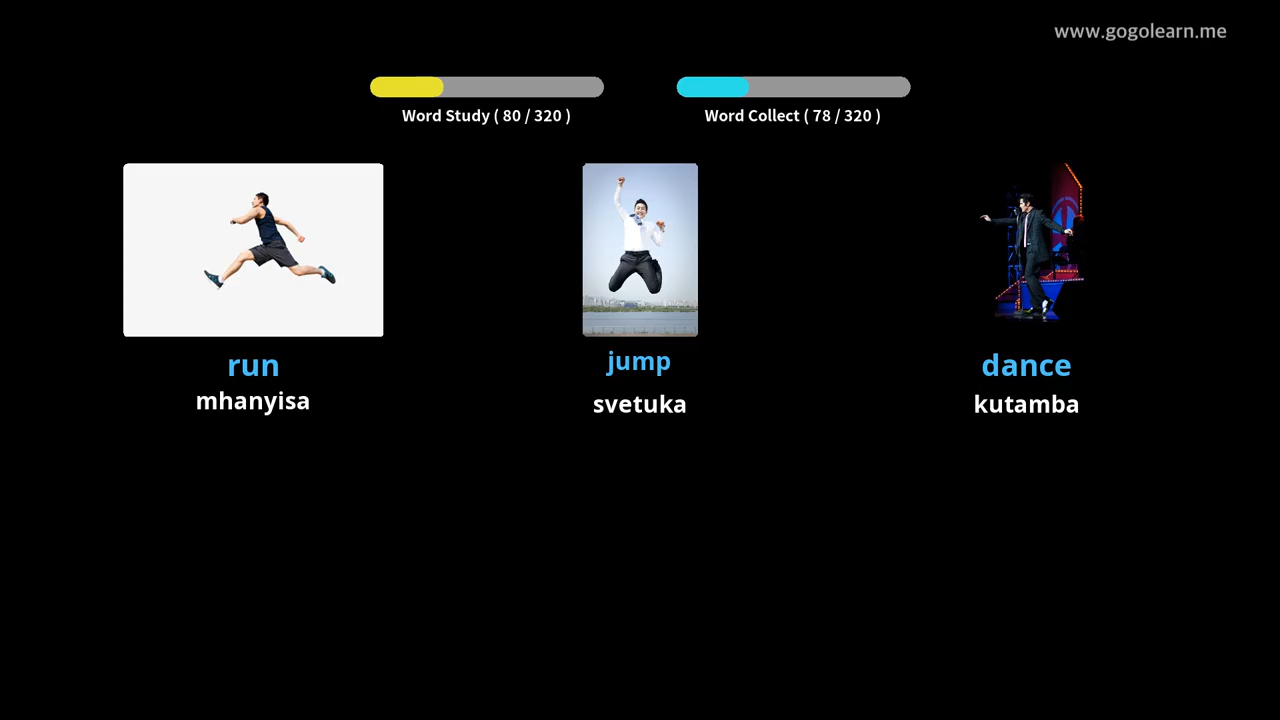 www.gogolearn.me
Word Study ( 80 / 320 )
Word Collect ( 78 / 320 )
run
jump
dance
mhanyisa
svetuka
kutamba